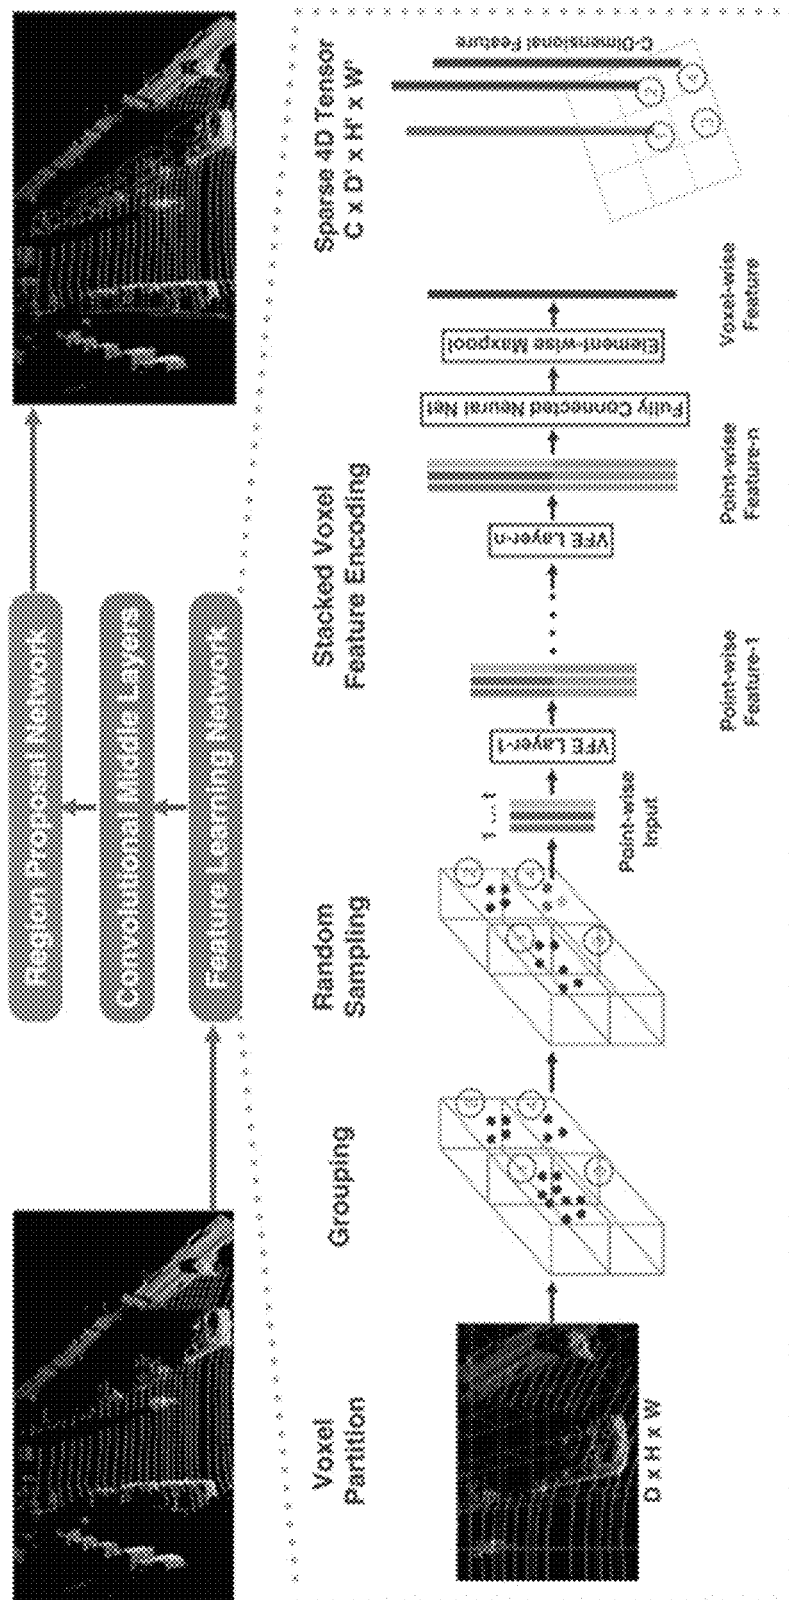 Region Proposal Network
Convolutional Middle Layers
Feature Learning Network
Voxel
Partition
Grouping
Random
Sampling
Stacked Voxel
Feature Encoding
Sparse 4D Tensor
C x D' x H' x W'
D x H x W
1 ... t
Point-wise
Input
VFE Layer-1
Point-wise
Feature-1
VFE Layer-n
Point-wise
Feature-n
Fully Connected Neural Net
Element-wise Maxpool
Voxel-wise
Feature
C-Dimensional Feature